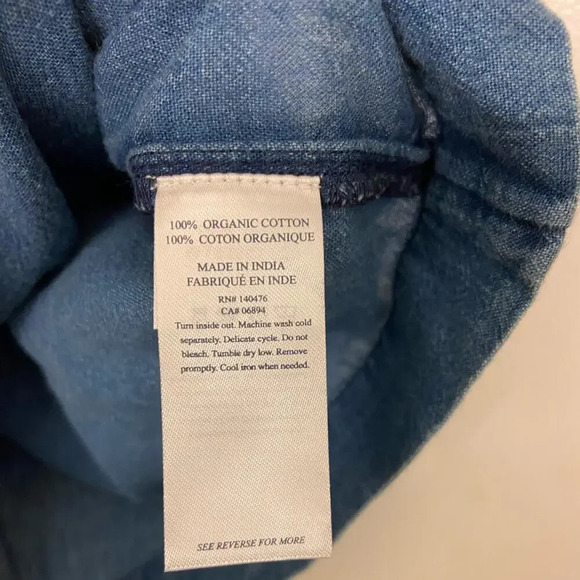 100% ORGANIC COTTON
100% COTON ORGANIQUE
MADE IN INDIA
FABRIQUÉ EN INDE
RN# 140476
CA# 06894
Turn inside out. Machine wash cold
separately. Delicate cycle. Do not
bleach. Tumble dry low. Remove
promptly. Cool iron when needed.
SEE REVERSE FOR MORE